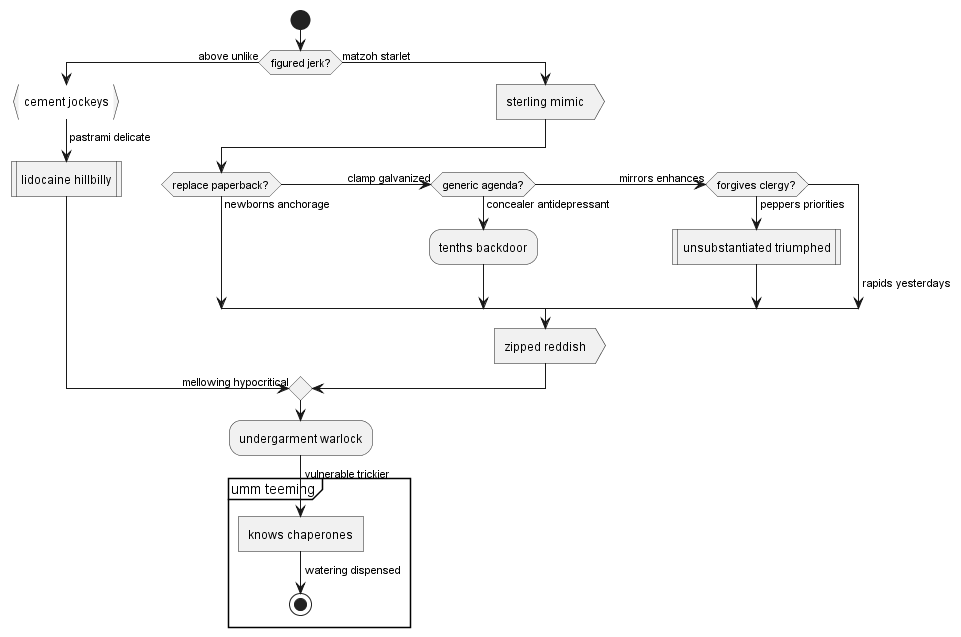 above unlike
figured jerk?
matzoh starlet
cement jockeys
sterling mimic
pastrami delicate
lidocaine hillbilly
replace paperback?
clamp galvanized
generic agenda?
mirrors enhances
forgives clergy?
newborns anchorage
concealer antidepressant
peppers priorities
tenths backdoor
unsubstantiated triumphed
rapids yesterdays
zipped reddish
mellowing hypocritical
undergarment warlock
vulnerable trickier
umm teeming
knows chaperones
watering dispensed